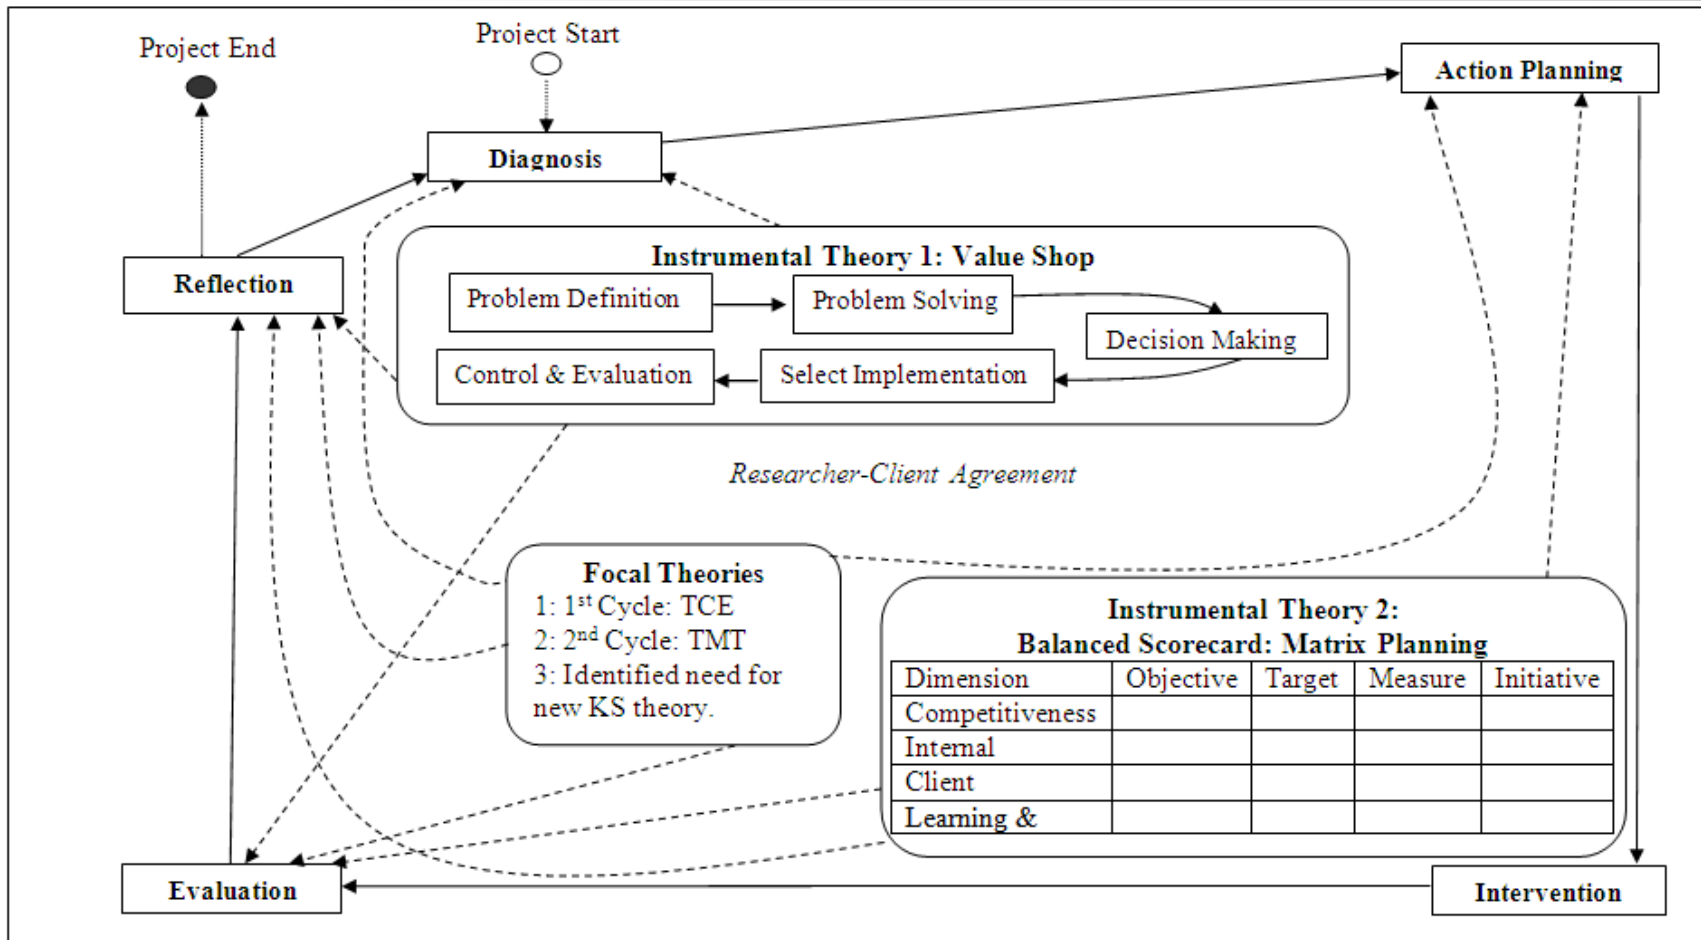 Project End
Project Start
Action Planning
Diagnosis
Reflection
Instrumental Theory 1: Value Shop
Problem Definition
Problem Solving
Decision Making
Control & Evaluation
Select Implementation
Researcher-Client Agreement
Focal Theories
1: 1st Cycle: TCE
2: 2nd Cycle: TMT
3: Identified need for
new KS theory.
Instrumental Theory 2:
Balanced Scorecard: Matrix Planning
Dimension Objective Target Measure Initiative
Competitiveness
Internal
Client
Learning &
Evaluation
Intervention